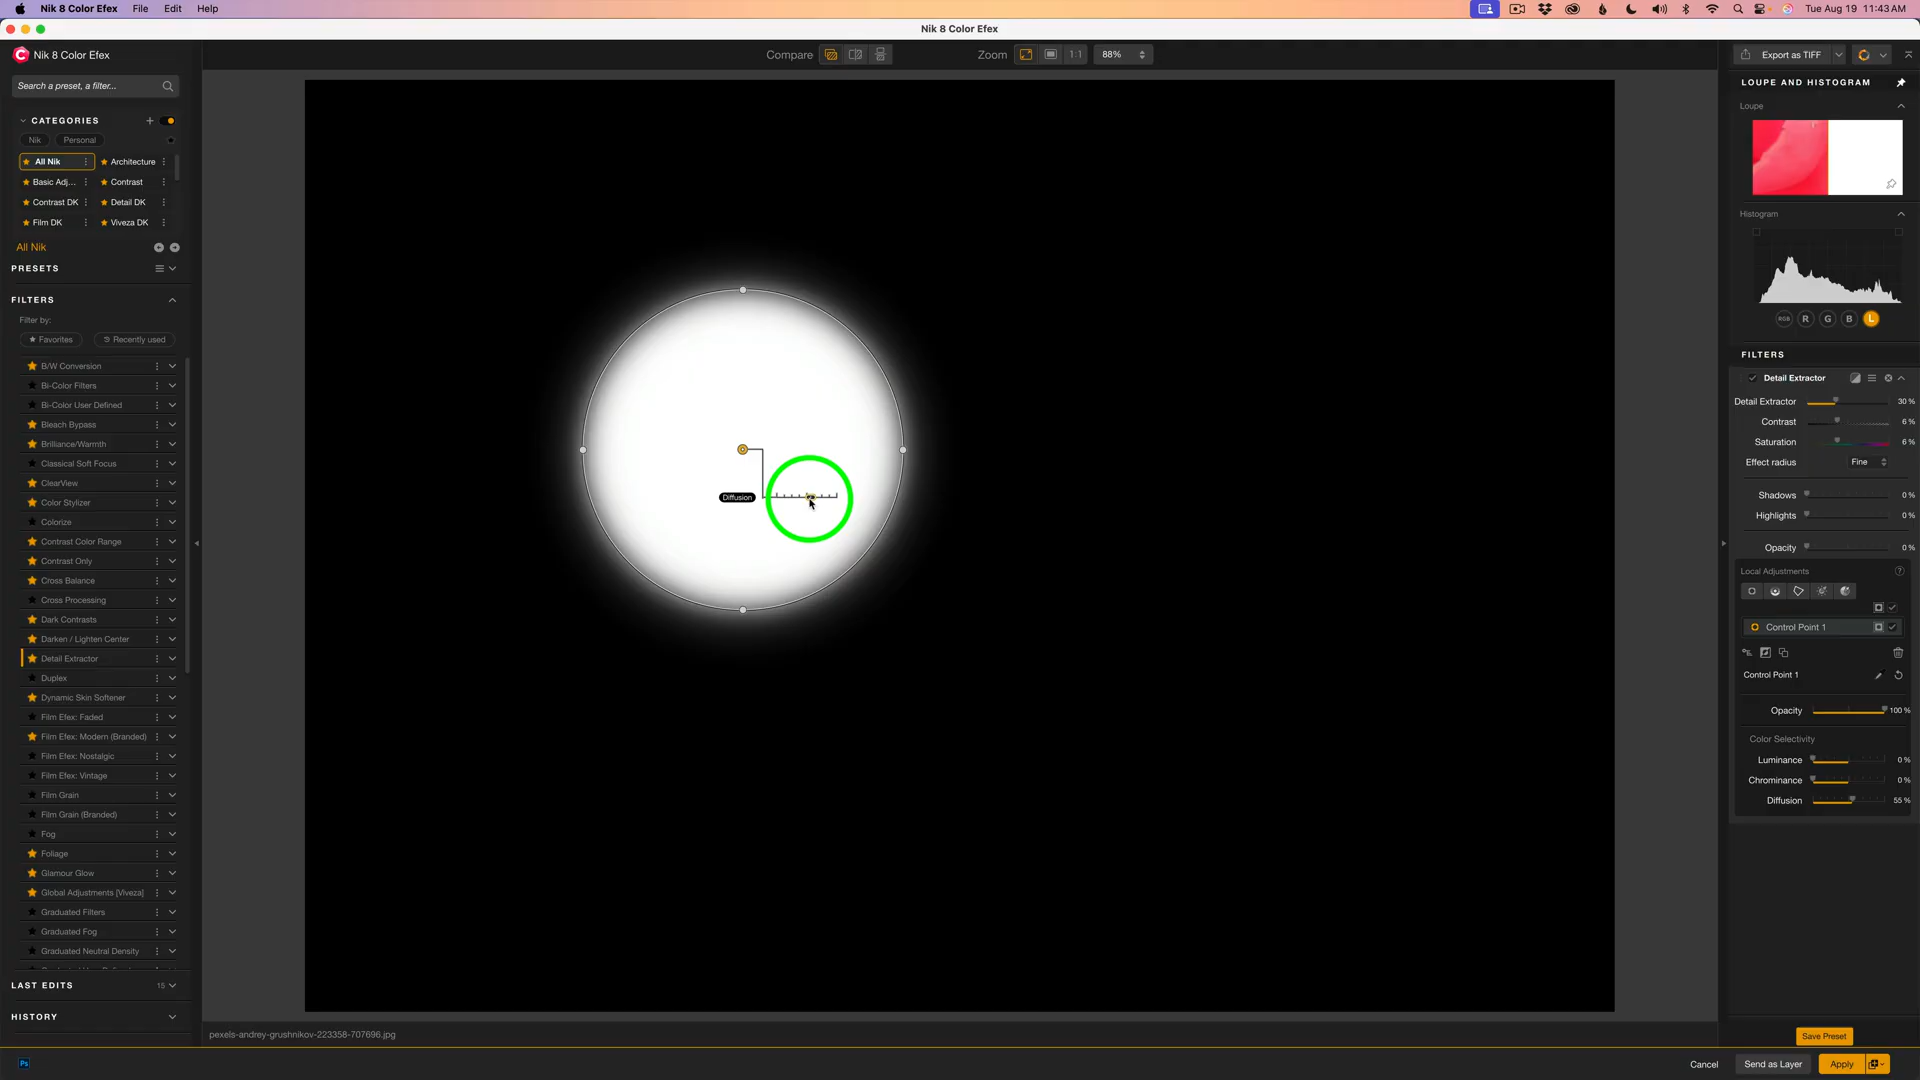 Nik 8 Color Efex File Edit Help
Tue Aug 19 11:43 AM
Nik 8 Color Efex
Nik 8 Color Efex
Compare
Zoom
1:1
88%
Export as TIFF
Search a preset, a filter...
CATEGORIES
Nik Personal
All Nik Architecture
Basic Adj... Contrast
Contrast DK Detail DK
Film DK Viveza DK
All Nik
PRESETS
FILTERS
Filter by:
Favorites Recently used
B/W Conversion
Bi-Color Filters
Bi-Color User Defined
Bleach Bypass
Brilliance/Warmth
Classical Soft Focus
ClearView
Color Stylizer
Colorize
Contrast Color Range
Contrast Only
Cross Balance
Cross Processing
Dark Contrasts
Darken / Lighten Center
Detail Extractor
Duplex
Dynamic Skin Softener
Film Efex: Faded
Film Efex: Modern (Branded)
Film Efex: Nostalgic
Film Efex: Vintage
Film Grain
Film Grain (Branded)
Fog
Foliage
Glamour Glow
Global Adjustments [Viveza]
Graduated Filters
Graduated Fog
Graduated Neutral Density
LAST EDITS 15
HISTORY
Diffusion
pexels-andrey-grushnikov-223358-707696.jpg
LOUPE AND HISTOGRAM
Loupe
Histogram
RGB R G B L
FILTERS
Detail Extractor
Detail Extractor 30 %
Contrast 6 %
Saturation 6 %
Effect radius Fine
Shadows 0 %
Highlights 0 %
Opacity 0 %
Local Adjustments ?
Control Point 1
Control Point 1
Opacity 100 %
Color Selectivity
Luminance 0 %
Chrominance 0 %
Diffusion 55 %
Save Preset
Ps
Cancel Send as Layer Apply